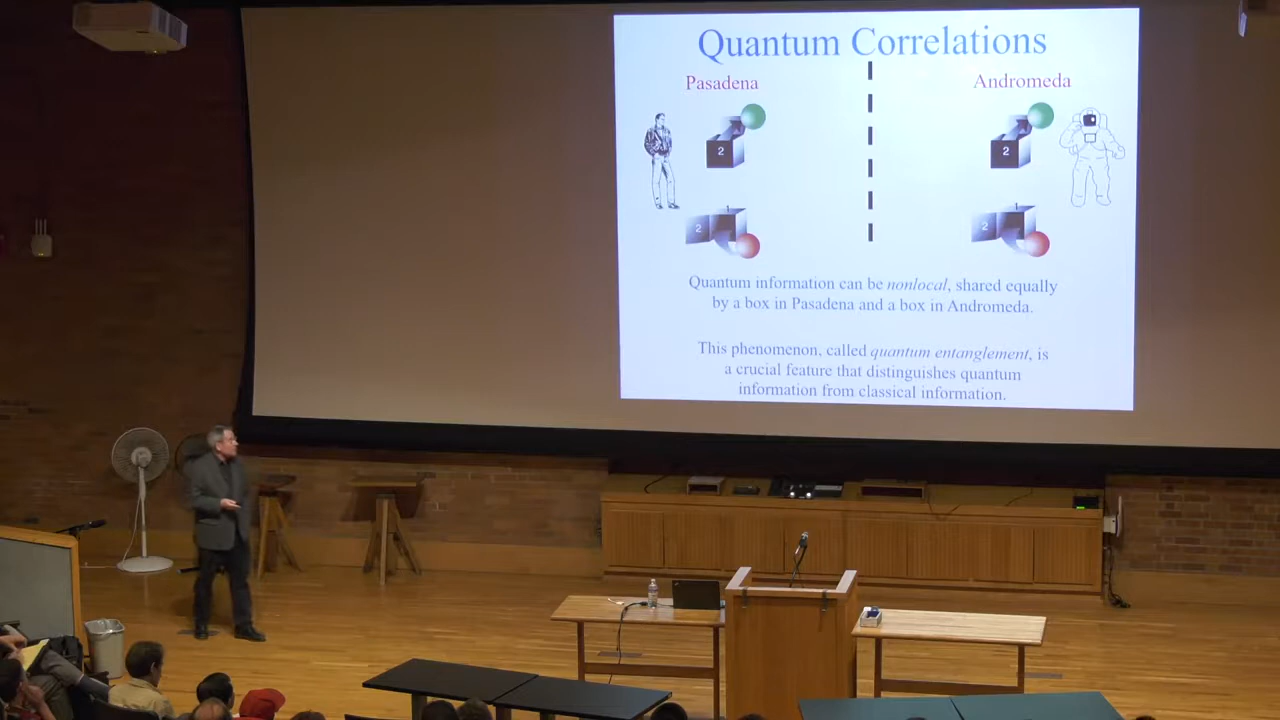 Quantum Correlations
Pasadena
Andromeda
2
2
2
2
Quantum information can be nonlocal, shared equally
by a box in Pasadena and a box in Andromeda.
This phenomenon, called quantum entanglement, is
a crucial feature that distinguishes quantum
information from classical information.